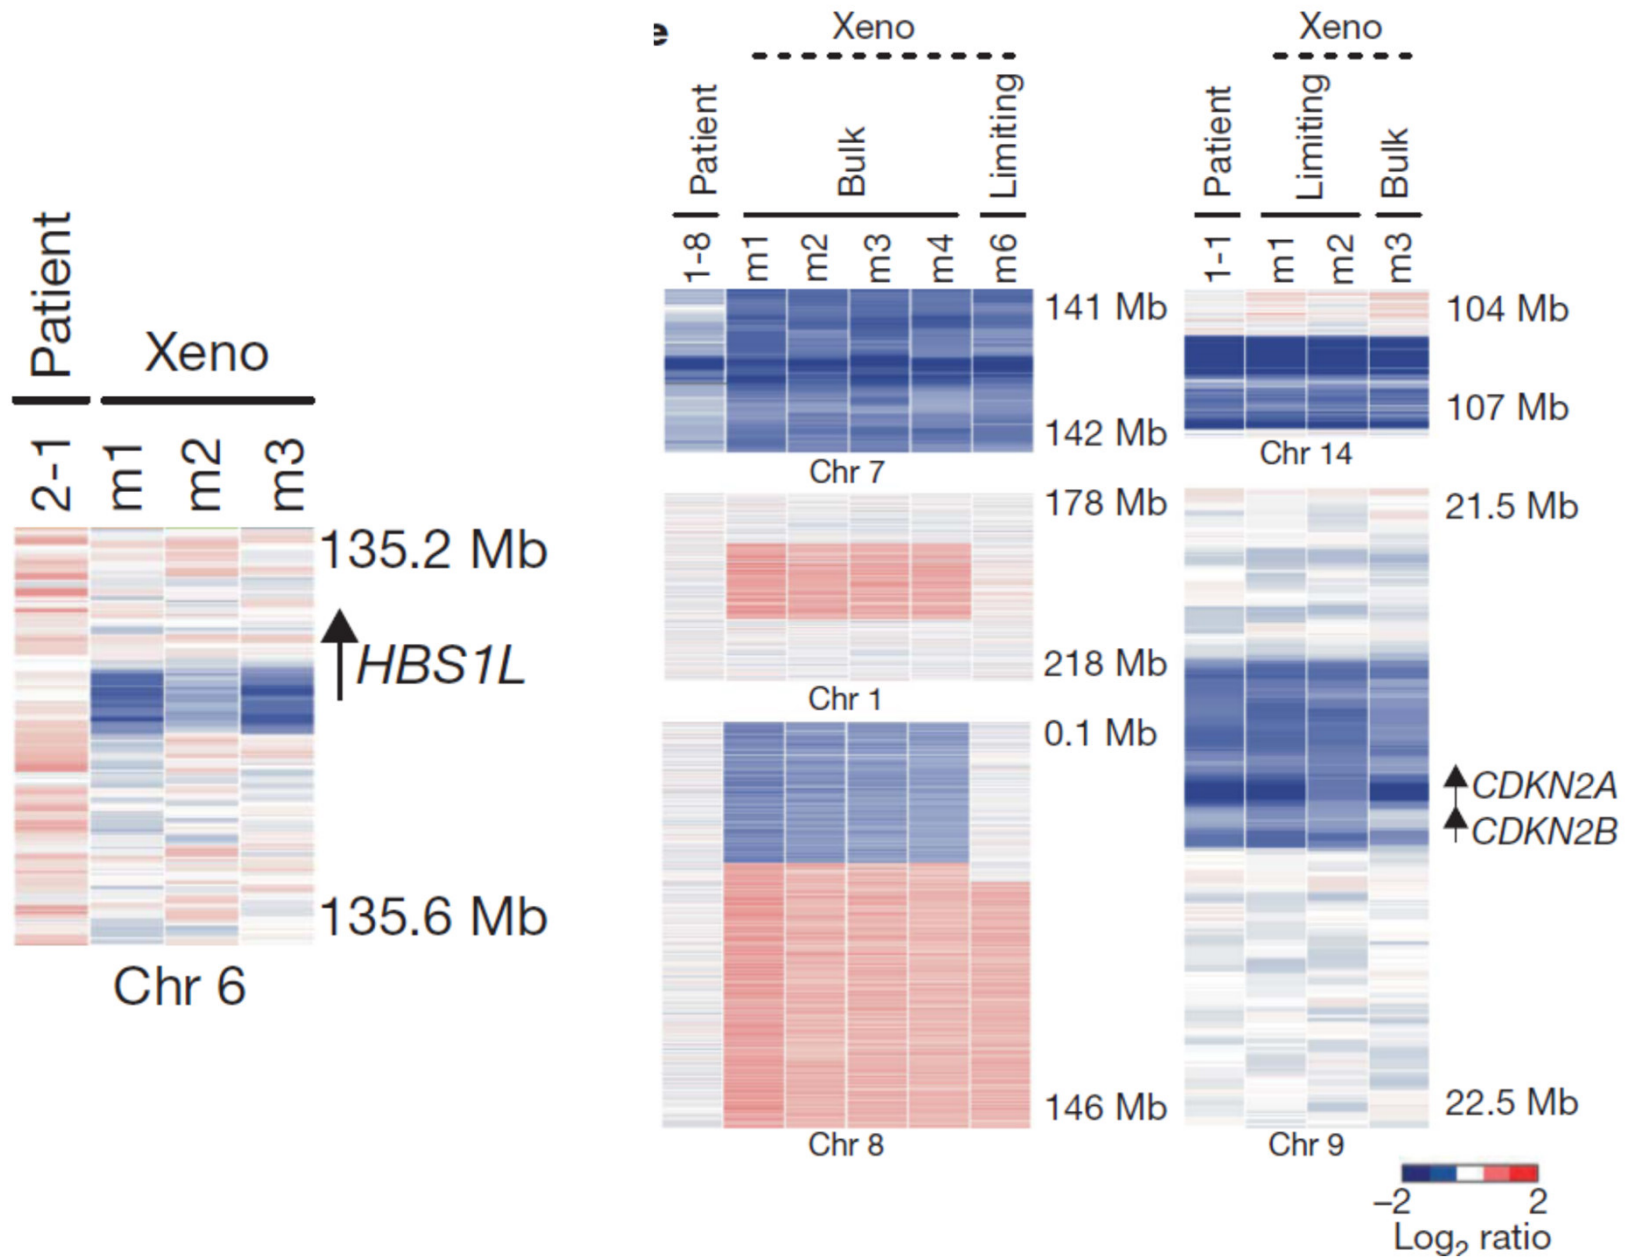 Patient
Xeno
2-1
m1
m2
m3
135.2 Mb
HBS1L
135.6 Mb
Chr 6
e
Xeno
Patient
Bulk
Limiting
1-8
m1
m2
m3
m4
m6
141 Mb
142 Mb
Chr 7
178 Mb
218 Mb
Chr 1
0.1 Mb
146 Mb
Chr 8
Xeno
Patient
Limiting
Bulk
1-1
m1
m2
m3
104 Mb
107 Mb
Chr 14
21.5 Mb
CDKN2A
CDKN2B
22.5 Mb
Chr 9
–2
2
Log₂ ratio